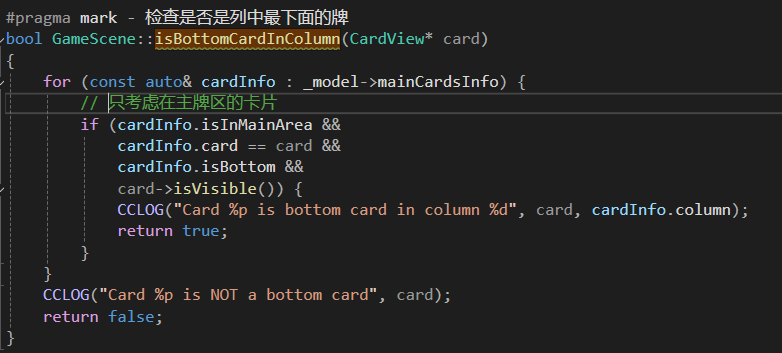 #pragma mark - 检查是否是列中最下面的牌
bool GameScene::isBottomCardInColumn(CardView* card)
{
    for (const auto& cardInfo : _model->mainCardsInfo) {
        // 只考虑在主牌区的卡片
        if (cardInfo.isInMainArea &&
            cardInfo.card == card &&
            cardInfo.isBottom &&
            card->isVisible()) {
            CCLOG("Card %p is bottom card in column %d", card, cardInfo.column);
            return true;
        }
    }
    CCLOG("Card %p is NOT a bottom card", card);
    return false;
}